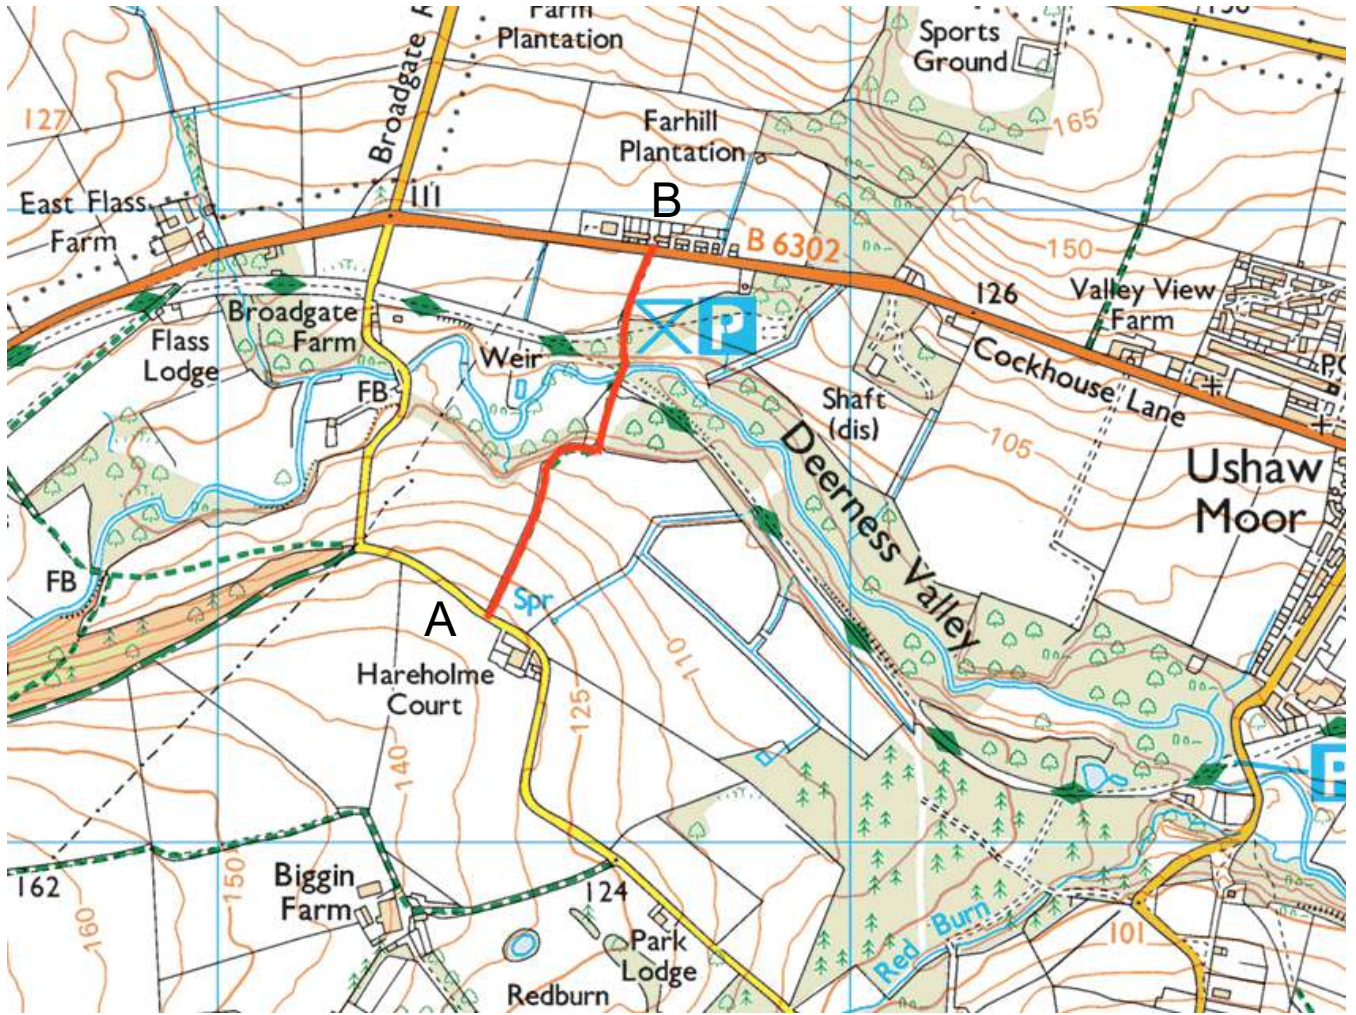 Farm
Plantation
Sports
Ground
Broadgate R
127
165
Farhill
Plantation
East Flass
Farm
111
B
B 6302
150
126
Valley View
Farm
Broadgate
Farm
P
Flass
Lodge
Weir
FB
Cockhouse Lane
Shaft
(dis)
105
Deerness Valley
Ushaw
Moor
FB
Spr
A
110
Hareholme
Court
125
140
P
162
150
Biggin
Farm
124
160
Park
Lodge
Red Burn
101
Redburn